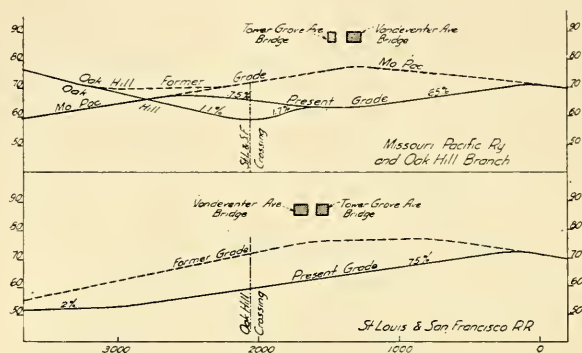 90
80
70
60
50
Tower Grove Ave
Bridge
Vandeventer Ave
Bridge
Oak Hill Former Grade
Mo Pac
Oak Hill
Mo Pac
1.1%
.75%
1.7%
Present Grade
.65%
St L & S F
Crossing
Missouri Pacific Ry
and Oak Hill Branch
90
80
70
60
50
90
80
70
60
50
Vandeventer Ave
Bridge
Tower Grove Ave
Bridge
Former Grade
Present Grade
.75%
.2%
Oak Hill
Crossing
St Louis & San Francisco RR
90
80
70
60
50
3000
2000
1000
0